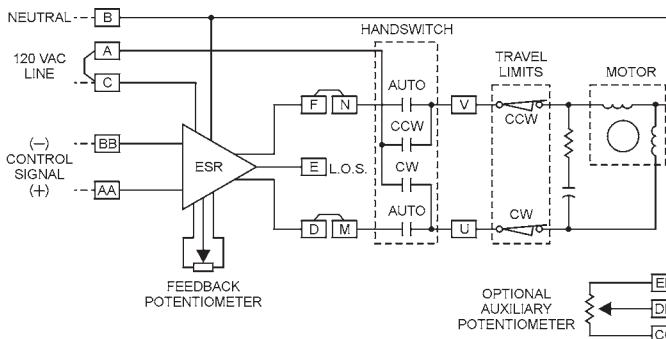 NEUTRAL B
HANDSWITCH
A
120 VAC
LINE
C
TRAVEL
LIMITS
MOTOR
AUTO
F N
V
CCW
CCW
(–)
BB
CONTROL
SIGNAL
ESR
E L.O.S.
CW
(+)
AA
AUTO
CW
D M
U
FEEDBACK
POTENTIOMETER
OPTIONAL
AUXILIARY
POTENTIOMETER